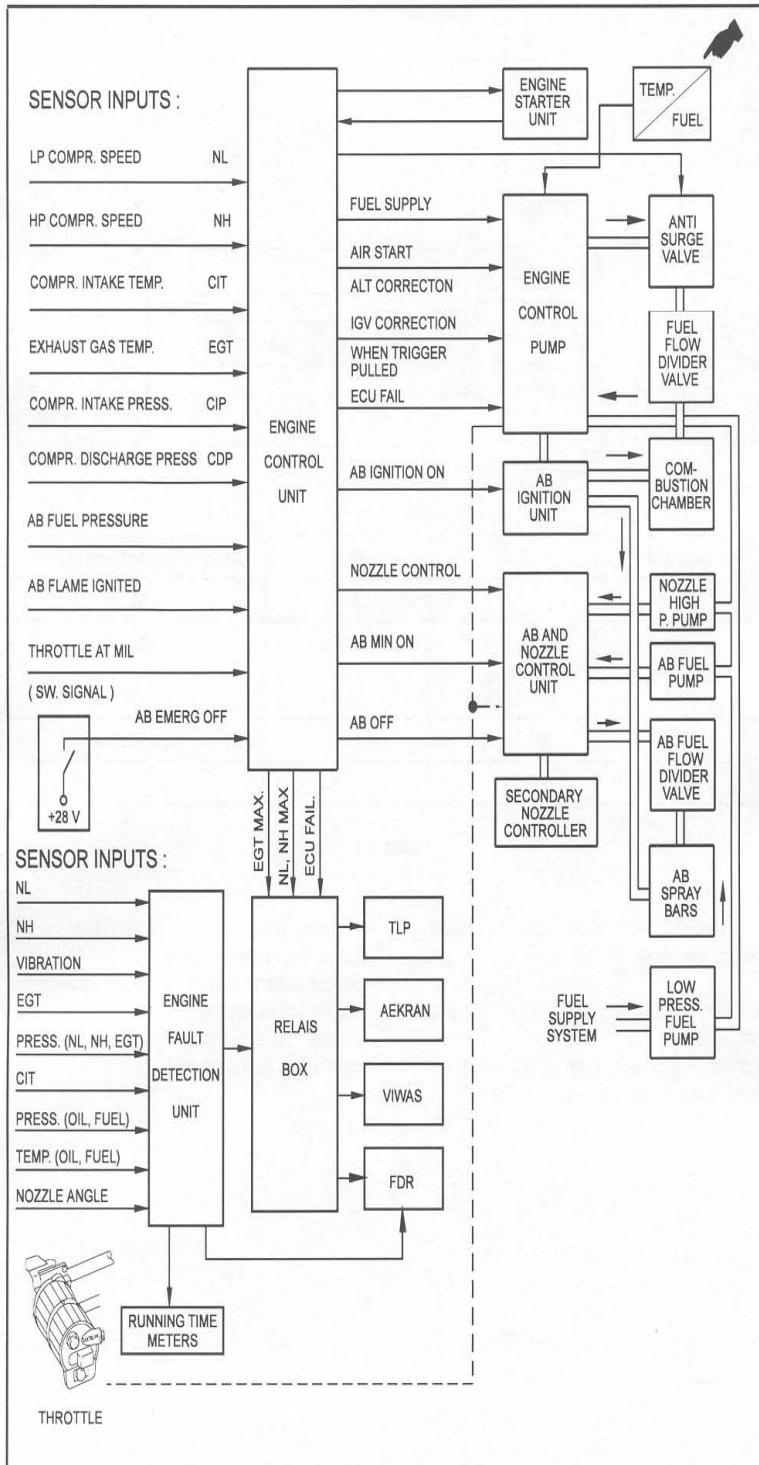 SENSOR INPUTS :
LP COMPR. SPEED NL
HP COMPR. SPEED NH
COMPR. INTAKE TEMP. CIT
EXHAUST GAS TEMP. EGT
COMPR. INTAKE PRESS. CIP
COMPR. DISCHARGE PRESS CDP
AB FUEL PRESSURE
AB FLAME IGNITED
THROTTLE AT MIL
( SW. SIGNAL )
AB EMERG OFF
+28 V
ENGINE
CONTROL
UNIT
ENGINE
STARTER
UNIT
TEMP.
FUEL
FUEL SUPPLY
AIR START
ALT CORRECTON
IGV CORRECTION
WHEN TRIGGER
PULLED
ECU FAIL
AB IGNITION ON
NOZZLE CONTROL
AB MIN ON
AB OFF
ENGINE
CONTROL
PUMP
ANTI
SURGE
VALVE
FUEL
FLOW
DIVIDER
VALVE
AB
IGNITION
UNIT
COM-
BUSTION
CHAMBER
AB AND
NOZZLE
CONTROL
UNIT
NOZZLE
HIGH
P. PUMP
AB FUEL
PUMP
AB FUEL
FLOW
DIVIDER
VALVE
SECONDARY
NOZZLE
CONTROLLER
AB
SPRAY
BARS
FUEL
SUPPLY
SYSTEM
LOW
PRESS.
FUEL
PUMP
EGT MAX.
NL, NH MAX
ECU FAIL.
SENSOR INPUTS :
NL
NH
VIBRATION
EGT
PRESS. (NL, NH, EGT)
CIT
PRESS. (OIL, FUEL)
TEMP. (OIL, FUEL)
NOZZLE ANGLE
ENGINE
FAULT
DETECTION
UNIT
RELAIS
BOX
TLP
AEKRAN
VIWAS
FDR
RUNNING TIME
METERS
THROTTLE